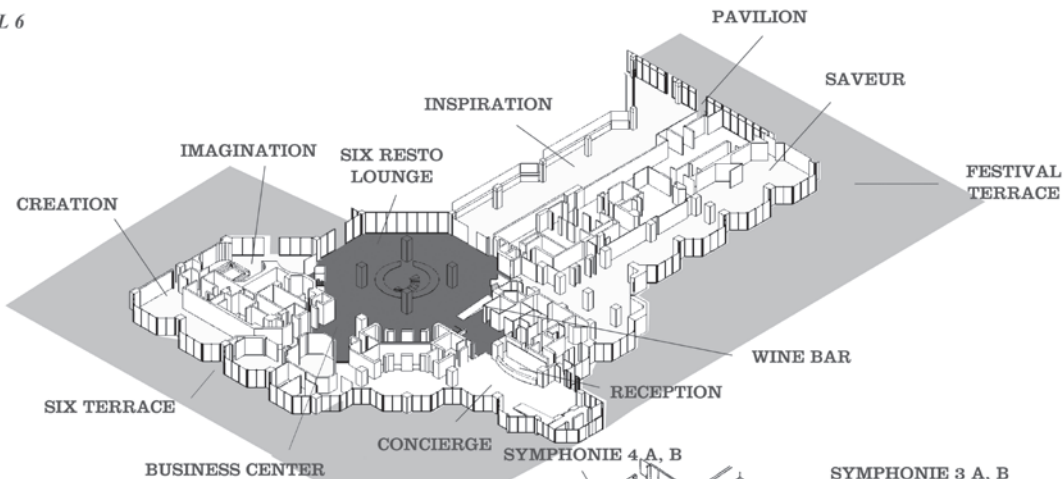 L 6
PAVILION
SAVEUR
INSPIRATION
IMAGINATION
SIX RESTO
LOUNGE
FESTIVAL
TERRACE
CREATION
WINE BAR
RECEPTION
SIX TERRACE
CONCIERGE
SYMPHONIE 4 A, B
BUSINESS CENTER
SYMPHONIE 3 A, B